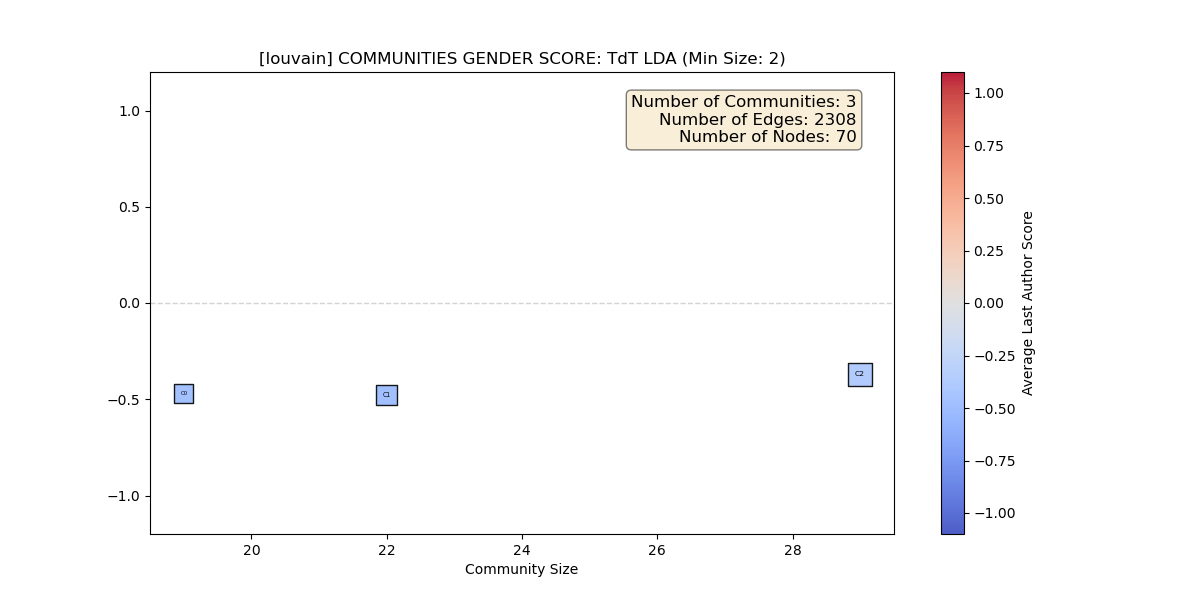 [louvain] COMMUNITIES GENDER SCORE: TdT LDA (Min Size: 2)
Number of Communities: 3
Number of Edges: 2308
Number of Nodes: 70
1.0
0.5
0.0
−0.5
−1.0
C0
C1
C2
20
22
24
26
28
Community Size
1.00
0.75
0.50
0.25
0.00
−0.25
−0.50
−0.75
−1.00
Average Last Author Score